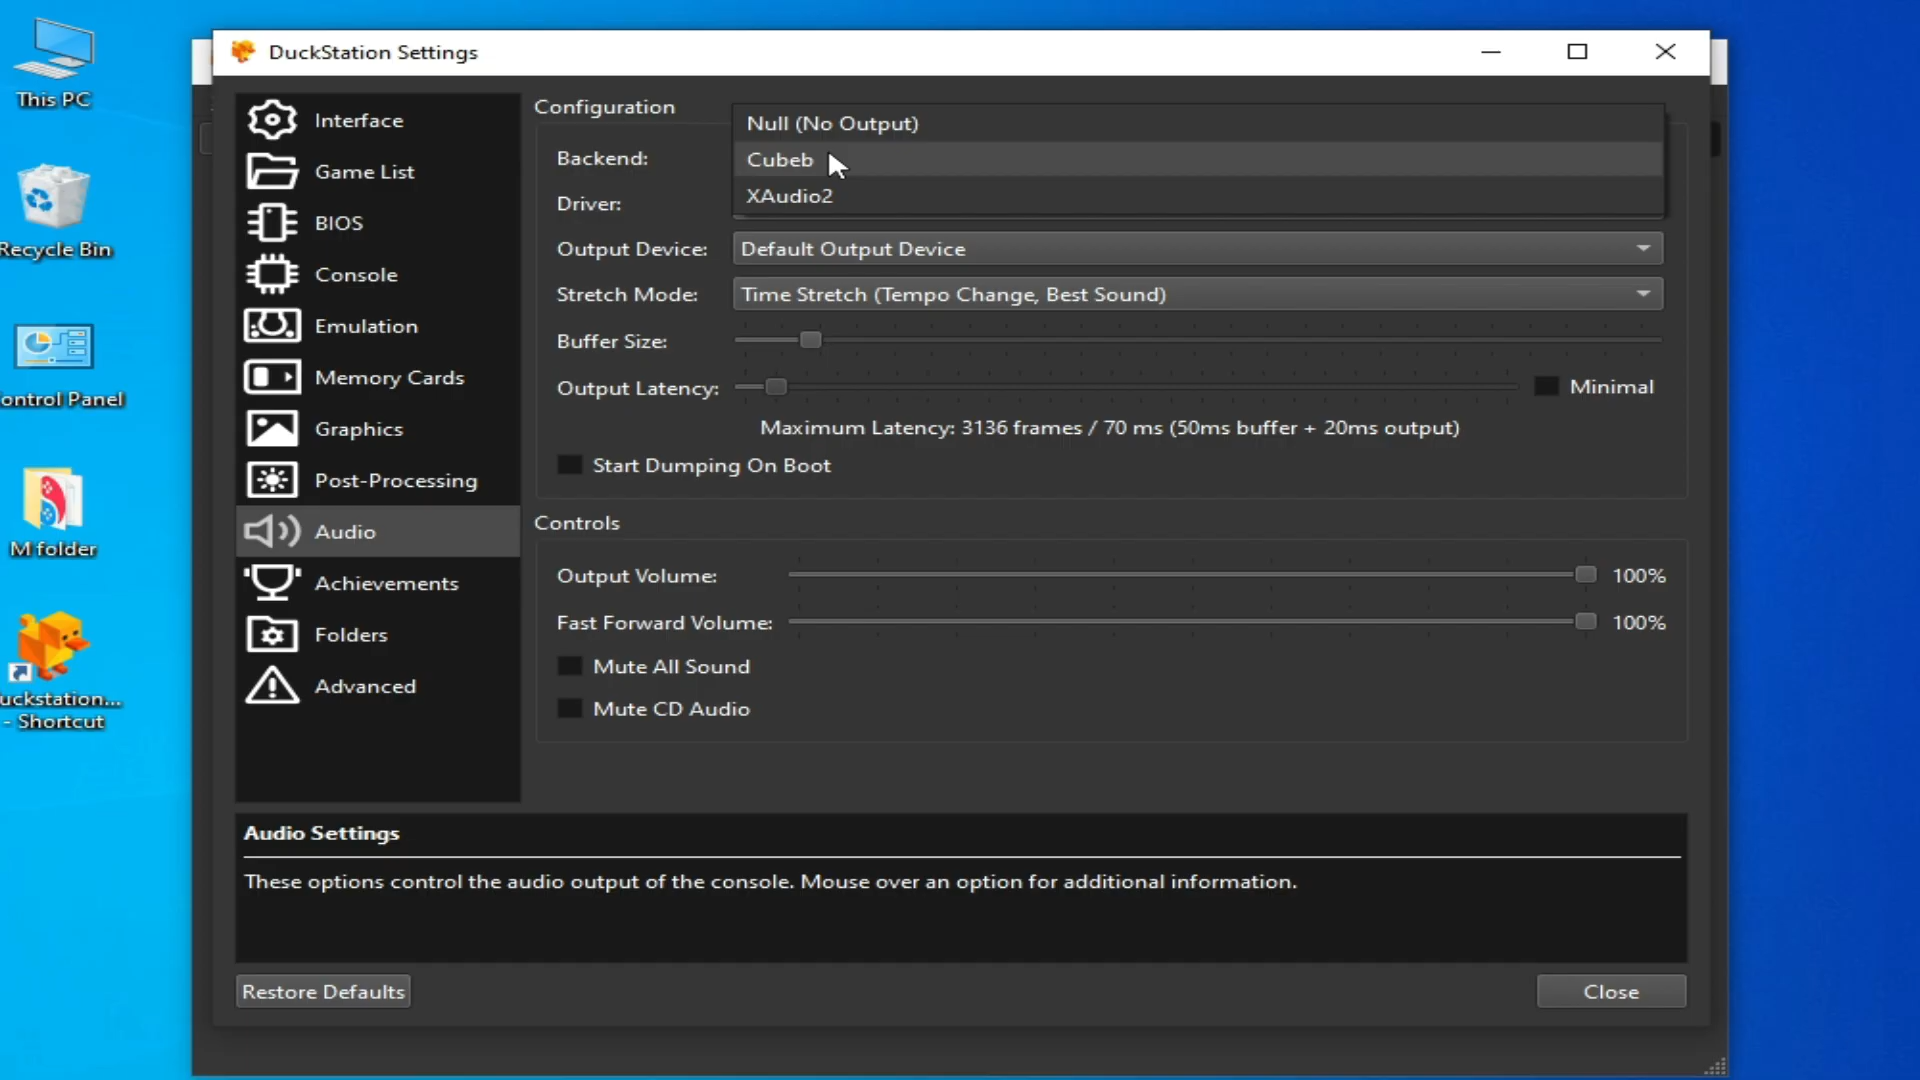 This PC
Recycle Bin
ontrol Panel
M folder
uckstation...
- Shortcut
DuckStation Settings
Interface
Game List
BIOS
Console
Emulation
Memory Cards
Graphics
Post-Processing
Audio
Achievements
Folders
Advanced
Configuration
Backend:
Null (No Output)
Cubeb
XAudio2
Driver:
Output Device: Default Output Device
Stretch Mode: Time Stretch (Tempo Change, Best Sound)
Buffer Size:
Output Latency: Minimal
Maximum Latency: 3136 frames / 70 ms (50ms buffer + 20ms output)
Start Dumping On Boot
Controls
Output Volume: 100%
Fast Forward Volume: 100%
Mute All Sound
Mute CD Audio
Audio Settings
These options control the audio output of the console. Mouse over an option for additional information.
Restore Defaults
Close